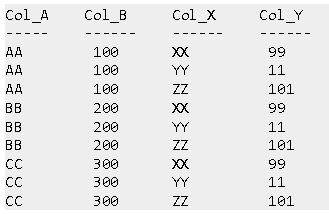 Col_A Col_B Col_X Col_Y
----- ------ ------ ------
AA 100 XX 99
AA 100 YY 11
AA 100 ZZ 101
BB 200 XX 99
BB 200 YY 11
BB 200 ZZ 101
CC 300 XX 99
CC 300 YY 11
CC 300 ZZ 101